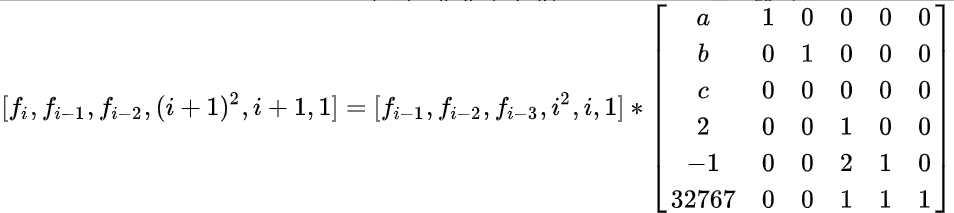 [f_i, f_{i-1}, f_{i-2}, (i+1)^2, i+1, 1] = [f_{i-1}, f_{i-2}, f_{i-3}, i^2, i, 1] * 
a 1 0 0 0 0
b 0 1 0 0 0
c 0 0 0 0 0
2 0 0 1 0 0
−1 0 0 2 1 0
32767 0 0 1 1 1